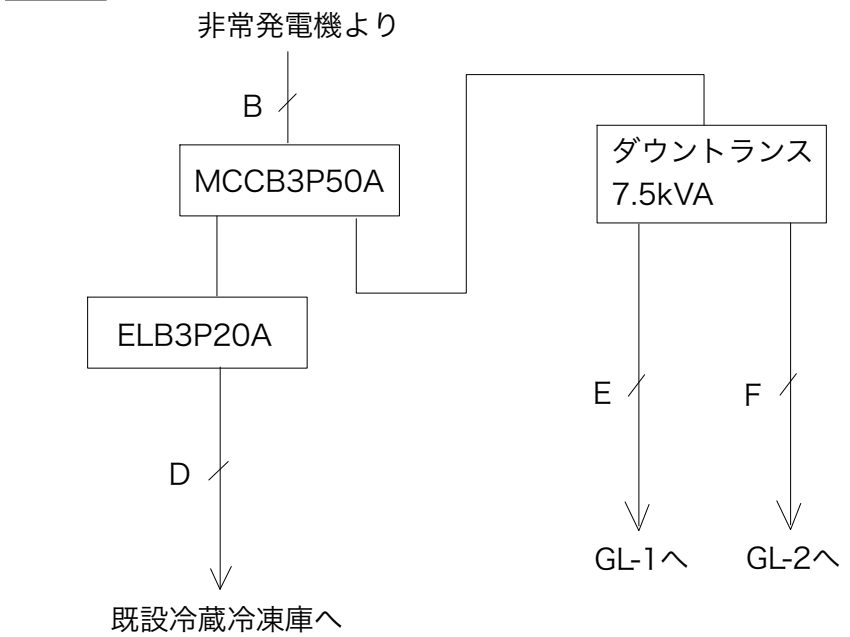 非常発電機より
B
MCCB3P50A
ダウントランス
7.5kVA
ELB3P20A
E
F
D
GL-1へ
GL-2へ
既設冷蔵冷凍庫へ